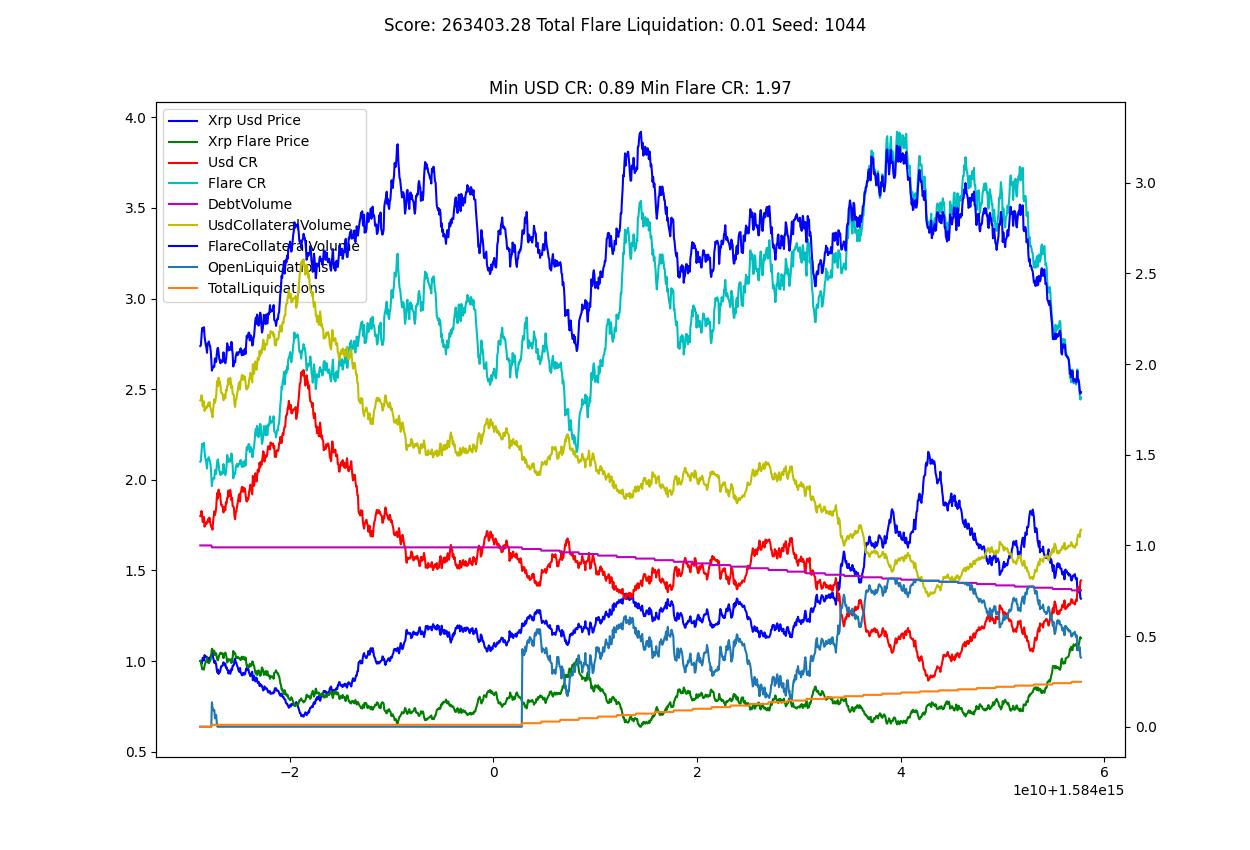 Score: 263403.28 Total Flare Liquidation: 0.01 Seed: 1044
Min USD CR: 0.89 Min Flare CR: 1.97
Xrp Usd Price
Xrp Flare Price
Usd CR
Flare CR
DebtVolume
UsdCollateralVolume
FlareCollateralVolume
OpenLiquidations
TotalLiquidations
4.0
3.5
3.0
2.5
2.0
1.5
1.0
0.5
3.0
2.5
2.0
1.5
1.0
0.5
0.0
−2
0
2
4
6
1e10+1.584e15